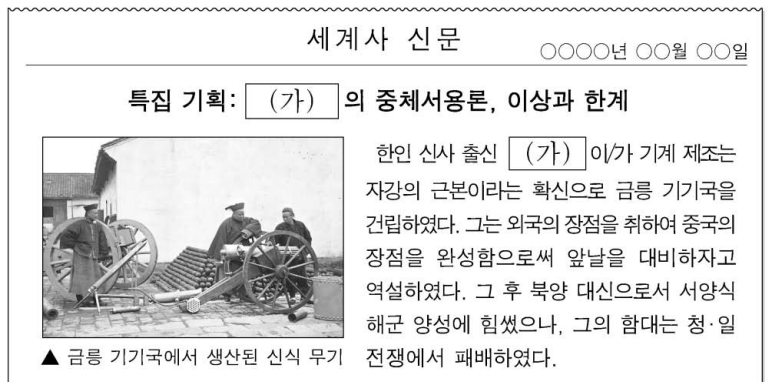 세계사 신문
○○○○년 ○○월 ○○일
특집 기획: (가) 의 중체서용론, 이상과 한계
한인 신사 출신 (가) 이/가 기계 제조는
자강의 근본이라는 확신으로 금릉 기기국을
건립하였다. 그는 외국의 장점을 취하여 중국의
장점을 완성함으로써 앞날을 대비하자고
역설하였다. 그 후 북양 대신으로서 서양식
해군 양성에 힘썼으나, 그의 함대는 청·일
전쟁에서 패배하였다.
▲ 금릉 기기국에서 생산된 신식 무기